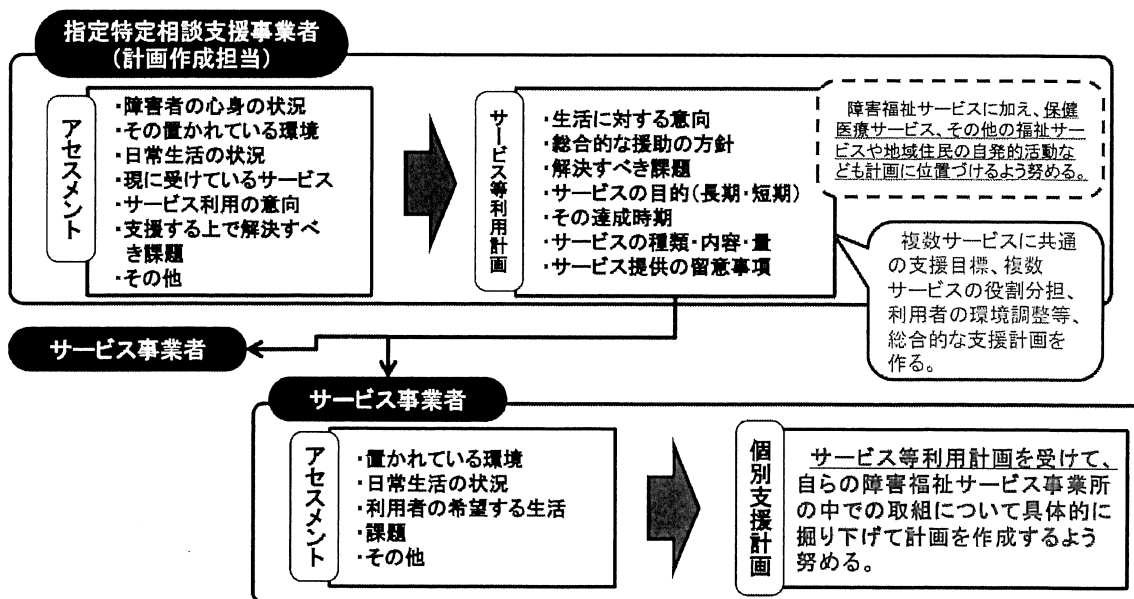 指定特定相談支援事業者
(計画作成担当)
アセスメント
・障害者の心身の状況
・その置かれている環境
・日常生活の状況
・現に受けているサービス
・サービス利用の意向
・支援する上で解決すべ
き課題
・その他
サービス等利用計画
・生活に対する意向
・総合的な援助の方針
・解決すべき課題
・サービスの目的(長期・短期)
・その達成時期
・サービスの種類・内容・量
・サービス提供の留意事項
障害福祉サービスに加え、保健
医療サービス、その他の福祉サー
ビスや地域住民の自発的活動な
ども計画に位置づけるよう努める。
複数サービスに共通
の支援目標、複数
サービスの役割分担、
利用者の環境調整等、
総合的な支援計画を
作る。
サービス事業者
サービス事業者
アセスメント
・置かれている環境
・日常生活の状況
・利用者の希望する生活
・課題
・その他
個別支援計画
サービス等利用計画を受けて、
自らの障害福祉サービス事業所
の中での取組について具体的に
掘り下げて計画を作成するよう
努める。